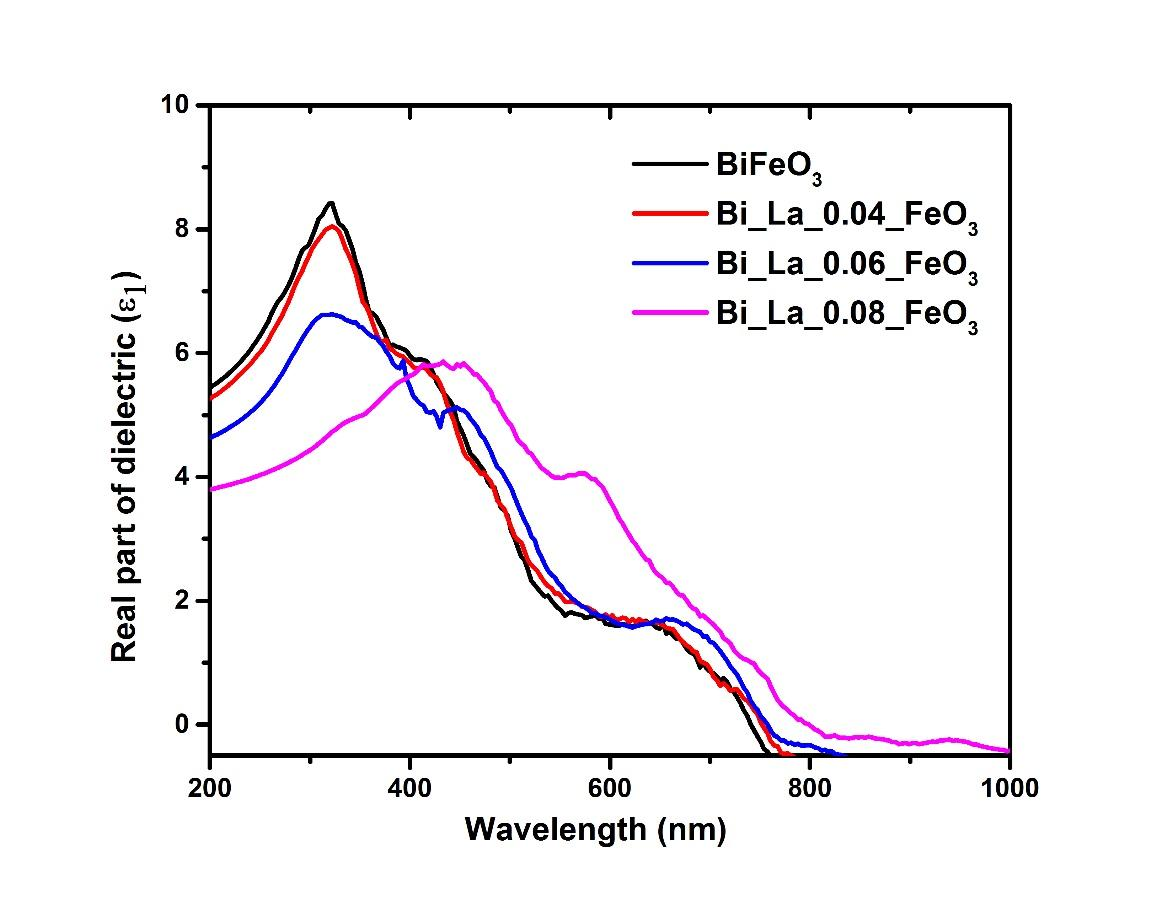 10
8
6
4
2
0
Real part of dielectric (ε₁)
BiFeO₃
Bi_La_0.04_FeO₃
Bi_La_0.06_FeO₃
Bi_La_0.08_FeO₃
200 400 600 800 1000
Wavelength (nm)